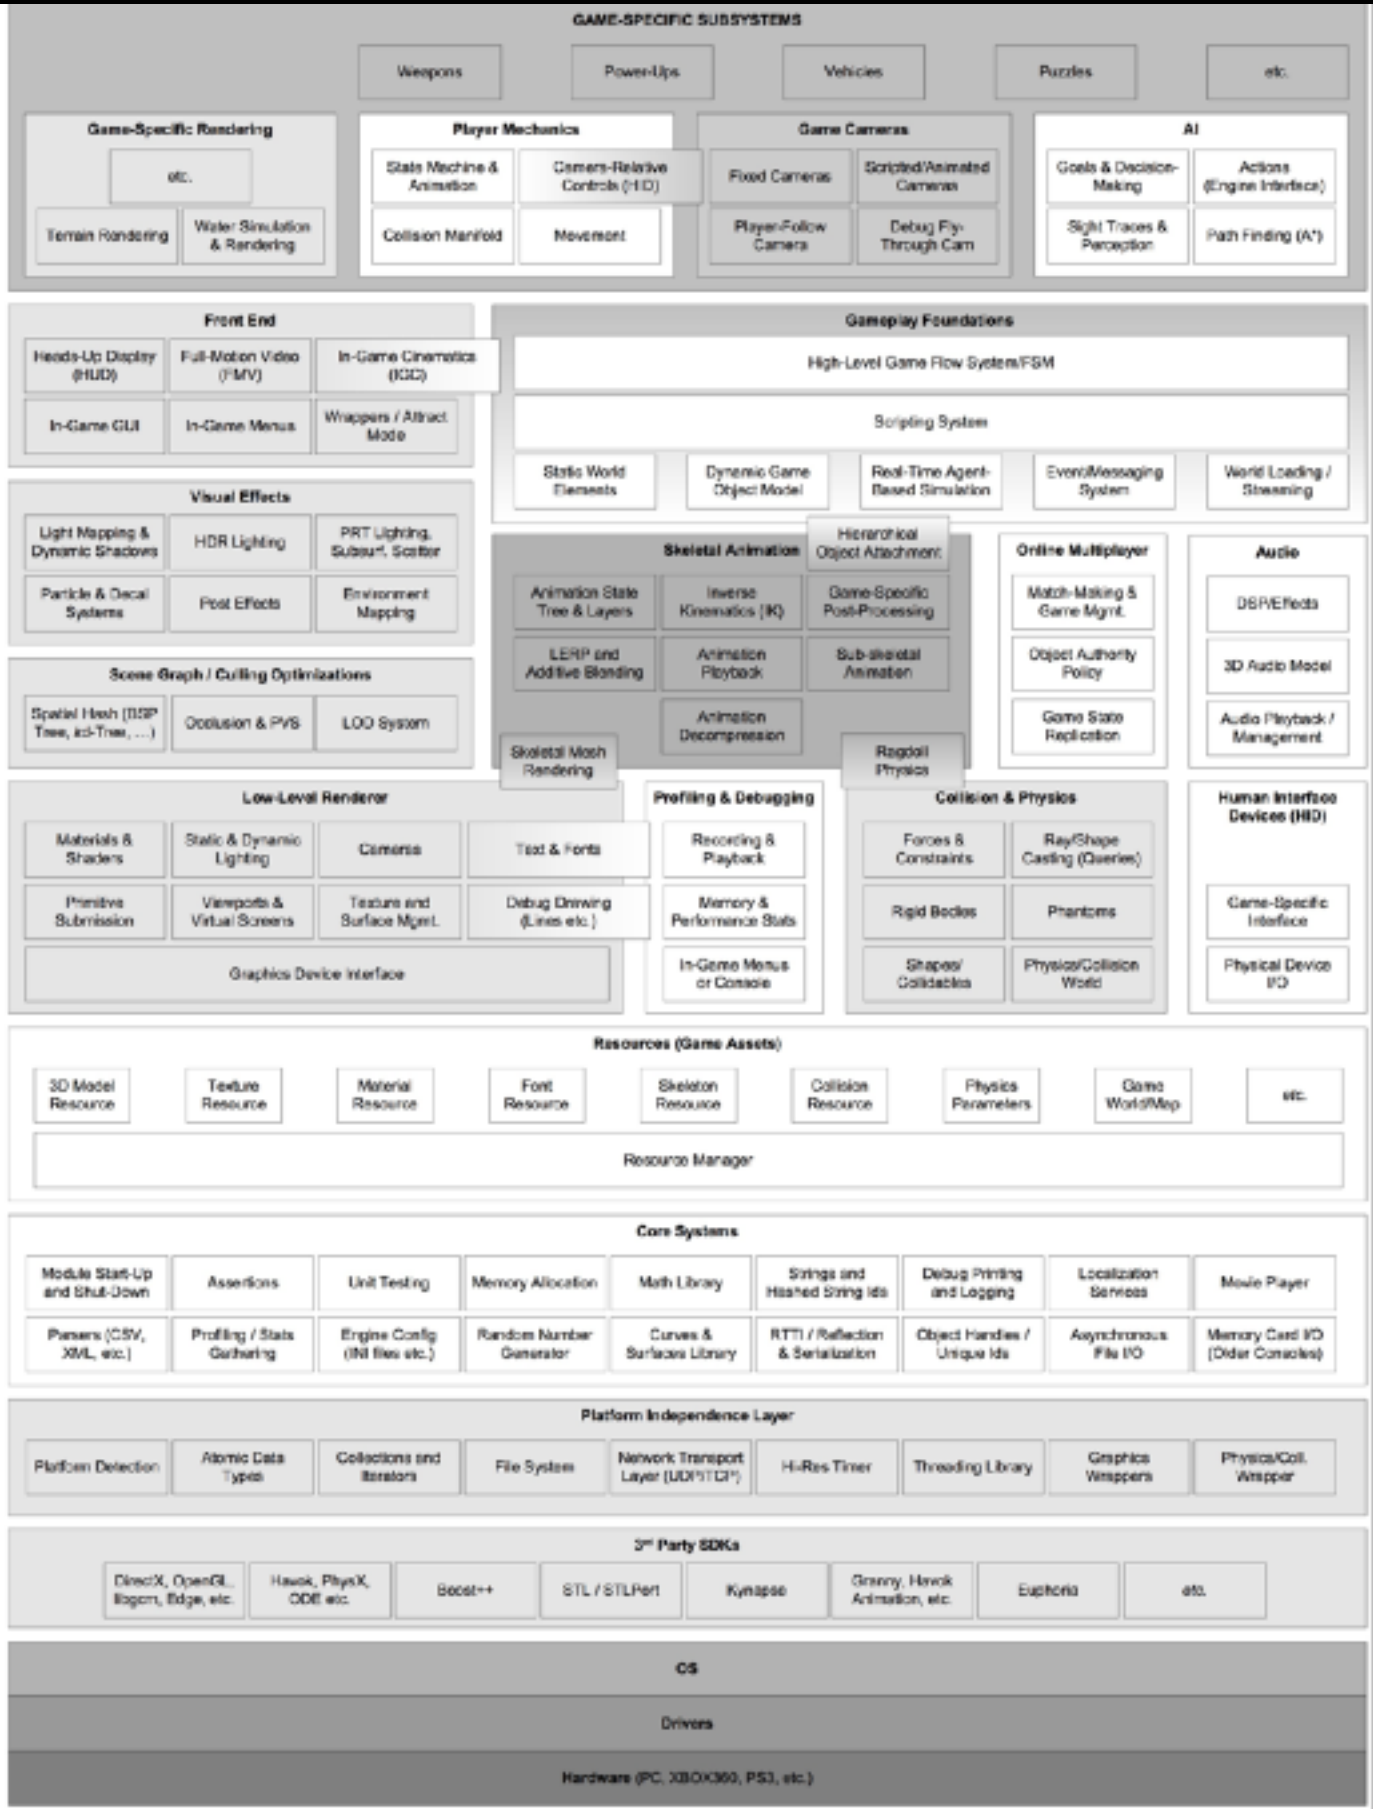 GAME-SPECIFIC SUBSYSTEMS
Weapons
Power-Ups
Vehicles
Puzzles
etc.
Game-Specific Rendering
etc.
Terrain Rendering
Water Simulation
& Rendering
Player Mechanics
State Machine &
Animation
Camera-Relative
Controls (HID)
Collision Manifold
Movement
Game Cameras
Fixed Cameras
Scripted/Animated
Cameras
Player-Follow
Camera
Debug Fly-
Through Cam
AI
Goals & Decision-
Making
Actions
(Engine Interface)
Sight Traces &
Perception
Path Finding (A*)
Front End
Heads-Up Display
(HUD)
Full-Motion Video
(FMV)
In-Game Cinematics
(IGC)
In-Game GUI
In-Game Menus
Wrappers / Attract
Mode
Gameplay Foundations
High-Level Game Flow System/FSM
Scripting System
Static World
Elements
Dynamic Game
Object Model
Real-Time Agent-
Based Simulation
Event/Messaging
System
World Loading /
Streaming
Visual Effects
Light Mapping &
Dynamic Shadows
HDR Lighting
PRT Lighting,
Subsurf. Scatter
Particle & Decal
Systems
Post Effects
Environment
Mapping
Hierarchical
Object Attachment
Skeletal Animation
Animation State
Tree & Layers
Inverse
Kinematics (IK)
Game-Specific
Post-Processing
LERP and
Additive Blending
Animation
Playback
Sub-skeletal
Animation
Animation
Decompression
Online Multiplayer
Match-Making &
Game Mgmt.
Object Authority
Policy
Game State
Replication
Audio
DSP/Effects
3D Audio Model
Audio Playback /
Management
Scene Graph / Culling Optimizations
Spatial Hash (BSP
Tree, kd-Tree, ...)
Occlusion & PVS
LOD System
Skeletal Mesh
Rendering
Ragdoll
Physics
Low-Level Renderer
Materials &
Shaders
Static & Dynamic
Lighting
Cameras
Text & Fonts
Primitive
Submission
Viewports &
Virtual Screens
Texture and
Surface Mgmt.
Debug Drawing
(Lines etc.)
Graphics Device Interface
Profiling & Debugging
Recording &
Playback
Memory &
Performance Stats
In-Game Menus
or Console
Collision & Physics
Forces &
Constraints
Ray/Shape
Casting (Queries)
Rigid Bodies
Phantoms
Shapes/
Collidables
Physics/Collision
World
Human Interface
Devices (HID)
Game-Specific
Interface
Physical Device
I/O
Resources (Game Assets)
3D Model
Resource
Texture
Resource
Material
Resource
Font
Resource
Skeleton
Resource
Collision
Resource
Physics
Parameters
Game
World/Map
etc.
Resource Manager
Core Systems
Module Start-Up
and Shut-Down
Assertions
Unit Testing
Memory Allocation
Math Library
Strings and
Hashed String Ids
Debug Printing
and Logging
Localization
Services
Movie Player
Parsers (CSV,
XML, etc.)
Profiling / Stats
Gathering
Engine Config
(INI files etc.)
Random Number
Generator
Curves &
Surfaces Library
RTTI / Reflection
& Serialization
Object Handles /
Unique Ids
Asynchronous
File I/O
Memory Card I/O
(Older Consoles)
Platform Independence Layer
Platform Detection
Atomic Data
Types
Collections and
Iterators
File System
Network Transport
Layer (UDP/TCP)
Hi-Res Timer
Threading Library
Graphics
Wrappers
Physics/Coll.
Wrapper
3rd Party SDKs
DirectX, OpenGL,
libgcm, Edge, etc.
Havok, PhysX,
ODE etc.
Boost++
STL / STLPort
Kynapse
Granny, Havok
Animation, etc.
Euphoria
etc.
OS
Drivers
Hardware (PC, XBOX360, PS3, etc.)